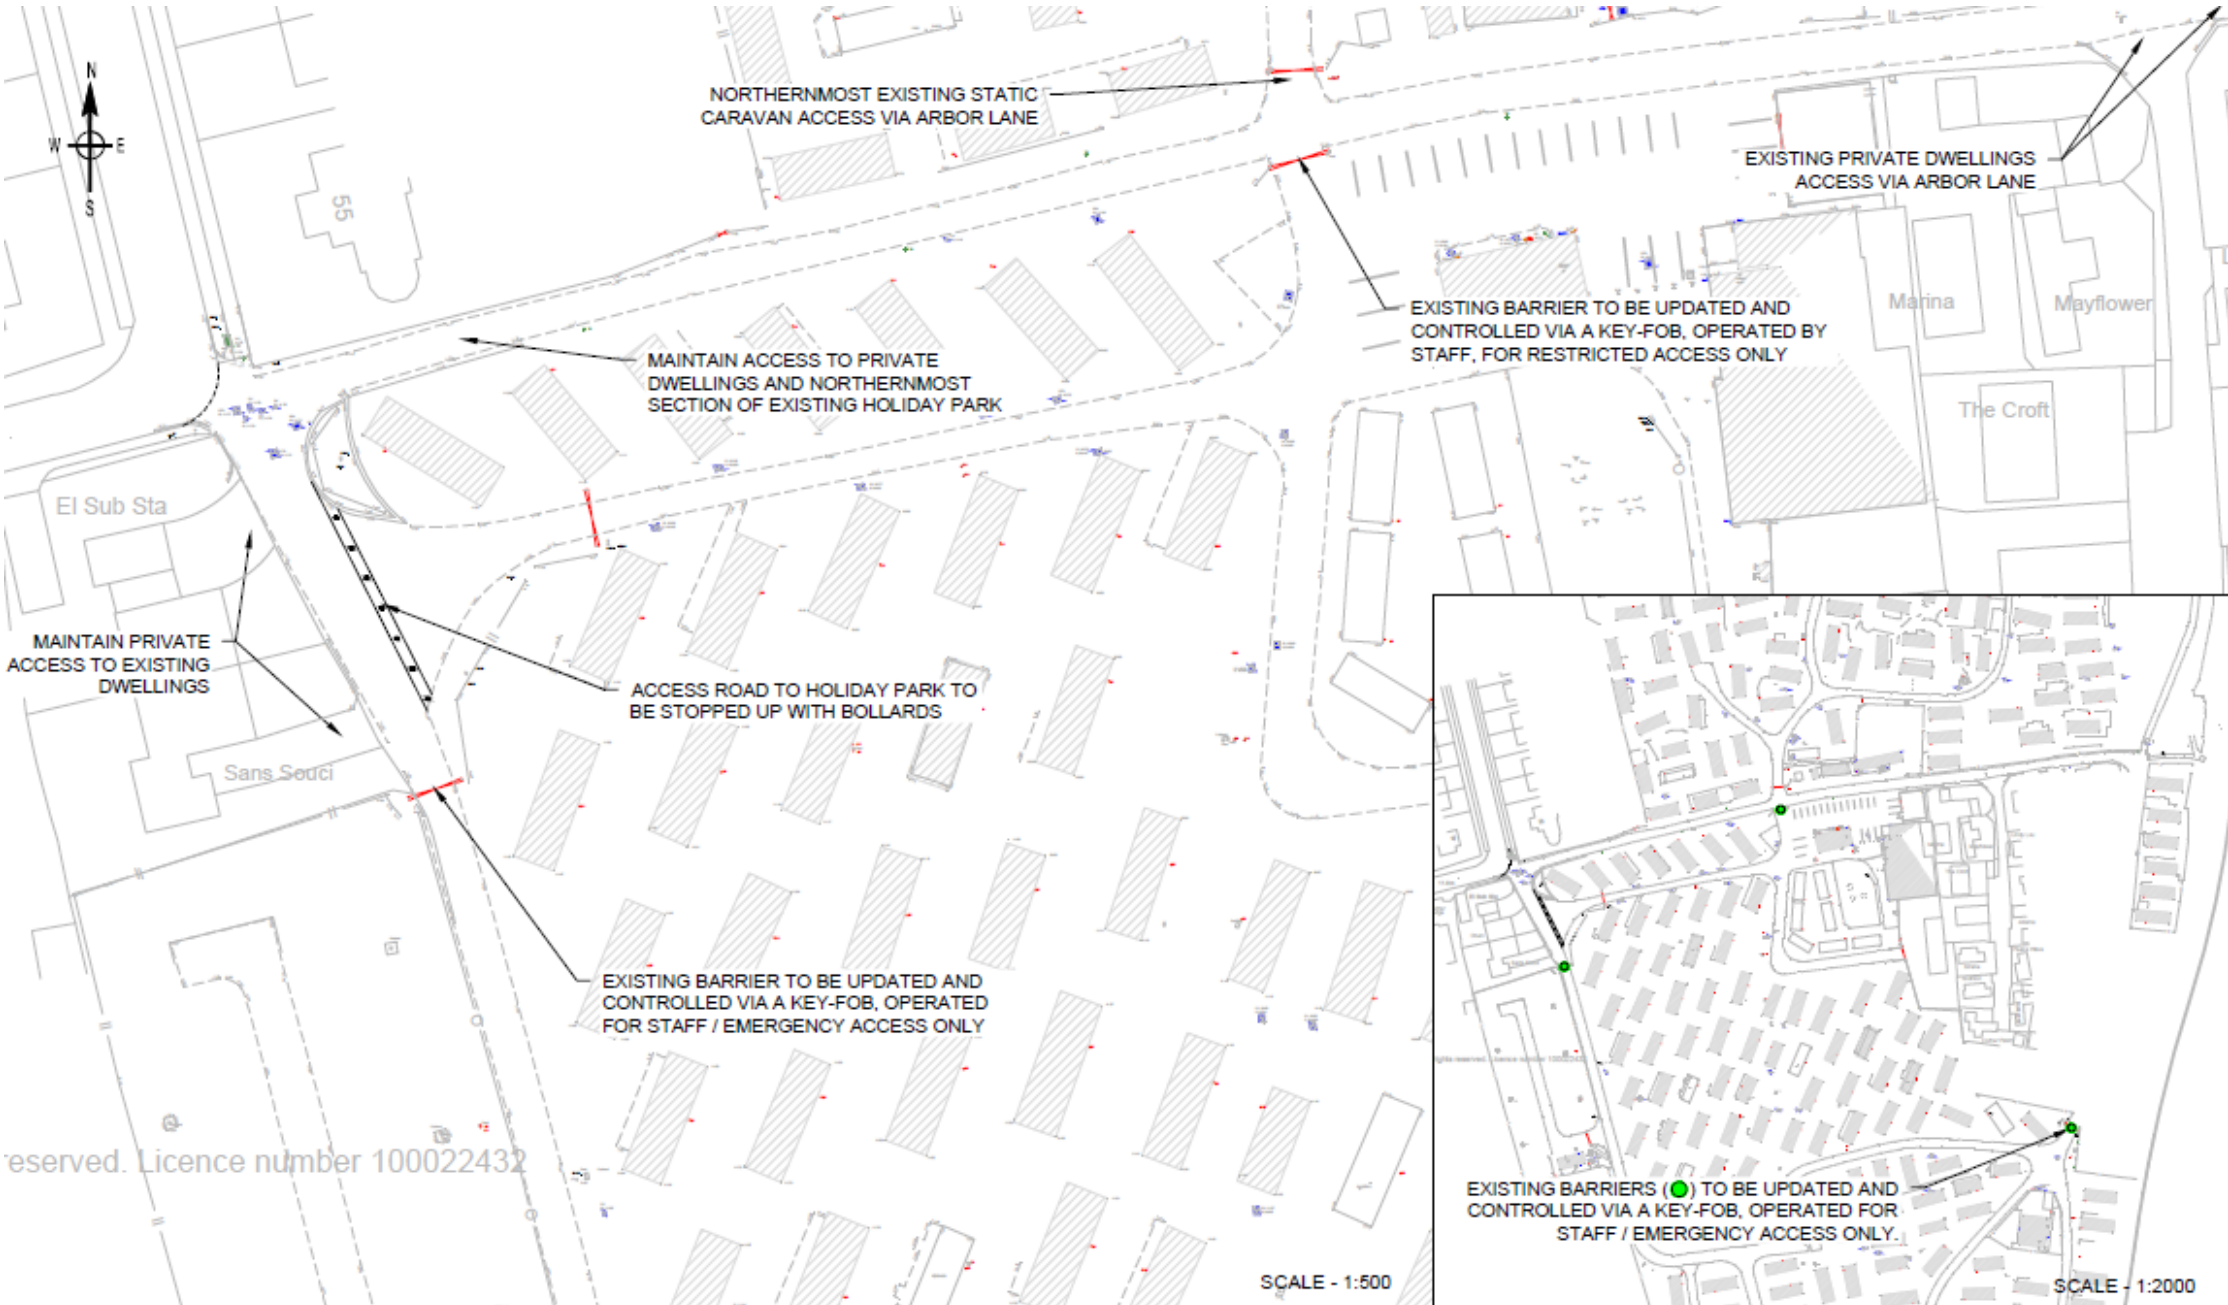 N
W
E
S
NORTHERNMOST EXISTING STATIC
CARAVAN ACCESS VIA ARBOR LANE
EXISTING PRIVATE DWELLINGS
ACCESS VIA ARBOR LANE
55
EXISTING BARRIER TO BE UPDATED AND
CONTROLLED VIA A KEY-FOB, OPERATED BY
STAFF, FOR RESTRICTED ACCESS ONLY
Marina
Mayflower
MAINTAIN ACCESS TO PRIVATE
DWELLINGS AND NORTHERNMOST
SECTION OF EXISTING HOLIDAY PARK
The Croft
El Sub Sta
MAINTAIN PRIVATE
ACCESS TO EXISTING
DWELLINGS
ACCESS ROAD TO HOLIDAY PARK TO
BE STOPPED UP WITH BOLLARDS
Sans Souci
EXISTING BARRIER TO BE UPDATED AND
CONTROLLED VIA A KEY-FOB, OPERATED
FOR STAFF / EMERGENCY ACCESS ONLY
eserved. Licence number 100022432
SCALE - 1:500
EXISTING BARRIERS ( ) TO BE UPDATED AND
CONTROLLED VIA A KEY-FOB, OPERATED FOR
STAFF / EMERGENCY ACCESS ONLY.
SCALE - 1:2000